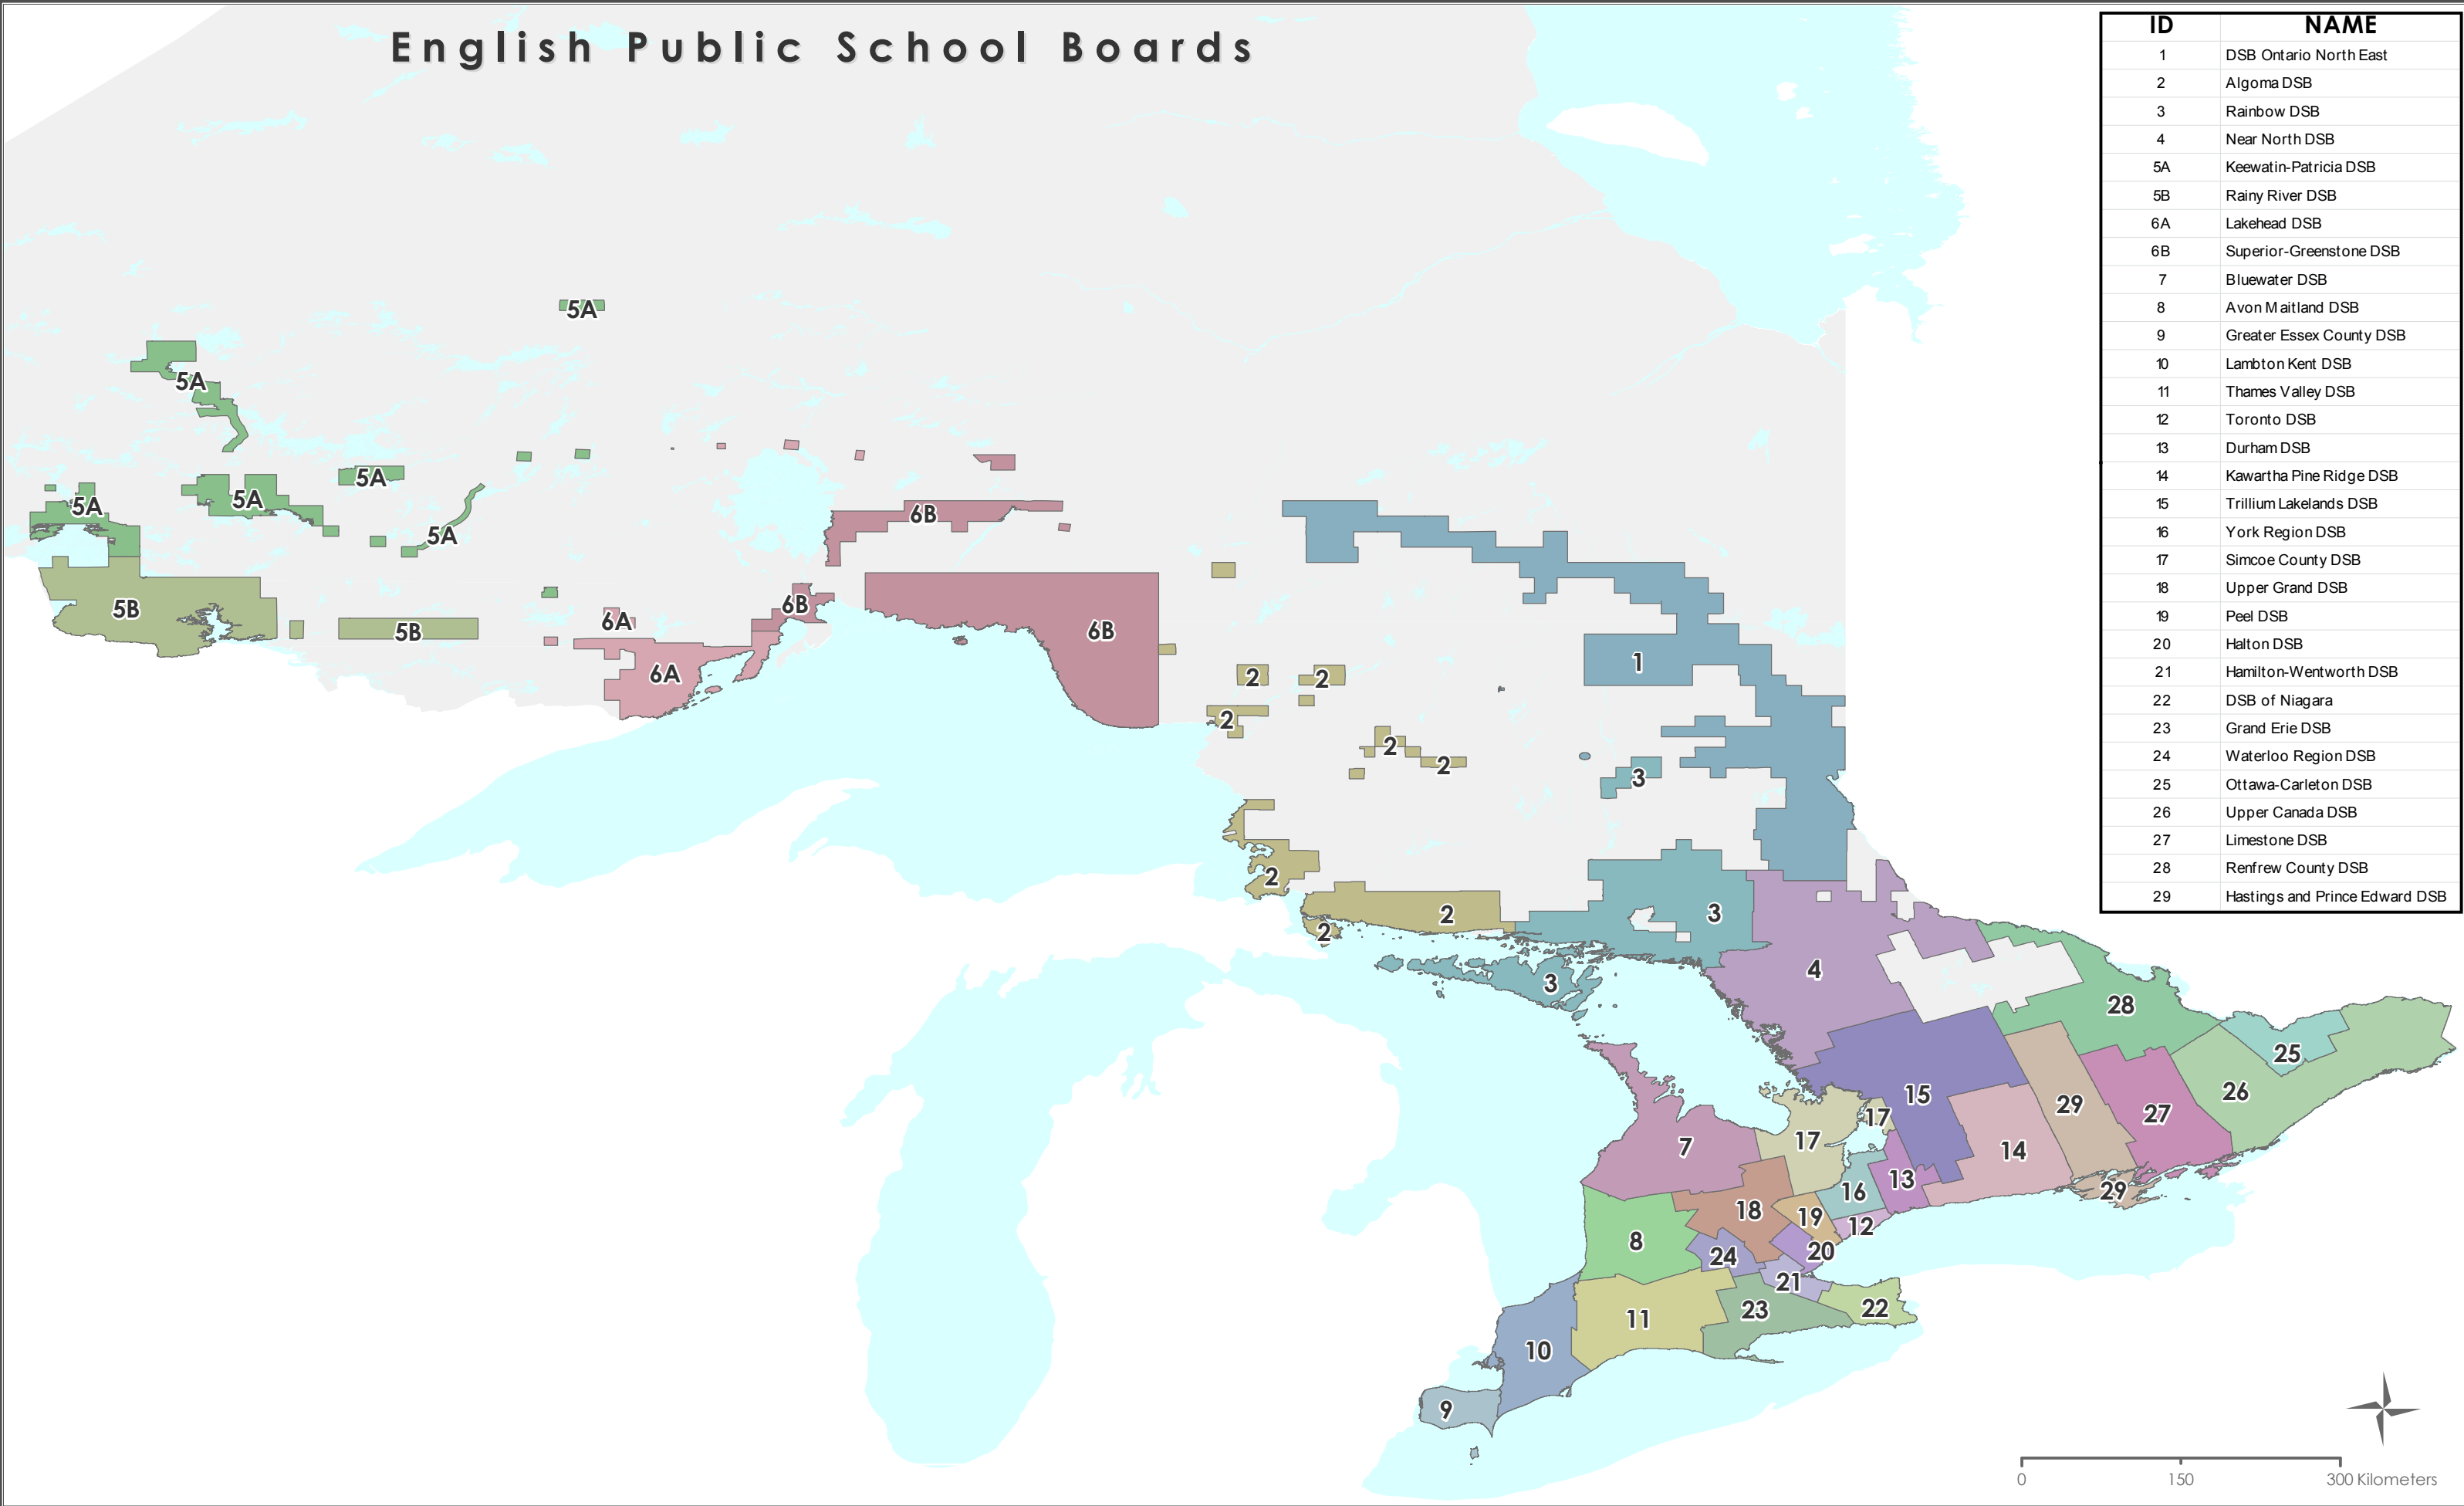 English Public School Boards
ID NAME
1 DSB Ontario North East
2 Algoma DSB
3 Rainbow DSB
4 Near North DSB
5A Keewatin-Patricia DSB
5B Rainy River DSB
6A Lakehead DSB
6B Superior-Greenstone DSB
7 Bluewater DSB
8 Avon Maitland DSB
9 Greater Essex County DSB
10 Lambton Kent DSB
11 Thames Valley DSB
12 Toronto DSB
13 Durham DSB
14 Kawartha Pine Ridge DSB
15 Trillium Lakelands DSB
16 York Region DSB
17 Simcoe County DSB
18 Upper Grand DSB
19 Peel DSB
20 Halton DSB
21 Hamilton-Wentworth DSB
22 DSB of Niagara
23 Grand Erie DSB
24 Waterloo Region DSB
25 Ottawa-Carleton DSB
26 Upper Canada DSB
27 Limestone DSB
28 Renfrew County DSB
29 Hastings and Prince Edward DSB
5A
5A
5A
5A
5A
5A
6B
6B
5B
6A
5B
6B
1
6A
2
2
2
2
2
3
2
2
3
2
4
3
28
25
26
15
29
27
17
17
7
14
13
16
29
18
19
12
8
20
24
21
22
23
11
10
9
0 150 300 Kilometers